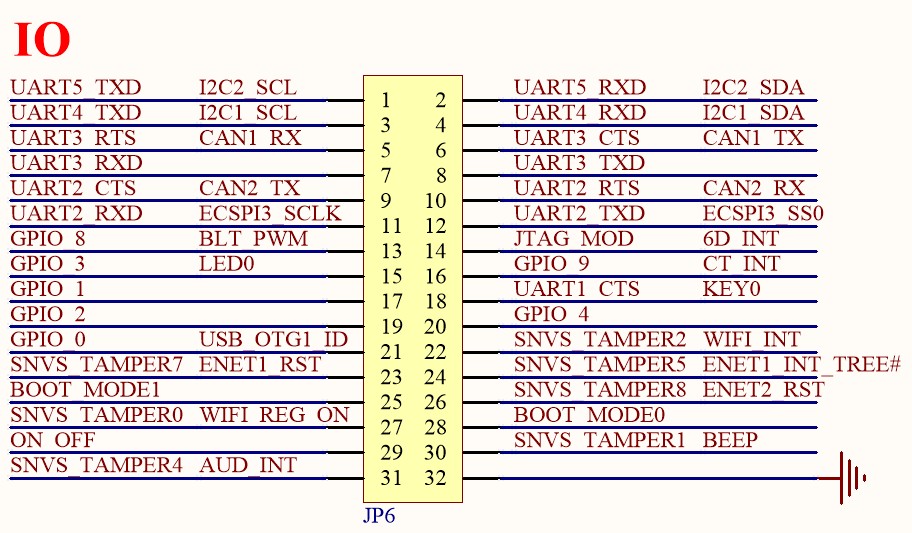 IO
UART5_TXD I2C2_SCL 1 2 UART5_RXD I2C2_SDA
UART4_TXD I2C1_SCL 3 4 UART4_RXD I2C1_SDA
UART3_RTS CAN1_RX 5 6 UART3_CTS CAN1_TX
UART3_RXD 7 8 UART3_TXD
UART2_CTS CAN2_TX 9 10 UART2_RTS CAN2_RX
UART2_RXD ECSPI3_SCLK 11 12 UART2_TXD ECSPI3_SS0
GPIO_8 BLT_PWM 13 14 JTAG_MOD 6D_INT
GPIO_3 LED0 15 16 GPIO_9 CT_INT
GPIO_1 17 18 UART1_CTS KEY0
GPIO_2 19 20 GPIO_4
GPIO_0 USB_OTG1_ID 21 22 SNVS_TAMPER2 WIFI_INT
SNVS_TAMPER7 ENET1_RST 23 24 SNVS_TAMPER5 ENET1_INT_TREE#
BOOT_MODE1 25 26 SNVS_TAMPER8 ENET2_RST
SNVS_TAMPER0 WIFI_REG_ON 27 28 BOOT_MODE0
ON_OFF 29 30 SNVS_TAMPER1 BEEP
SNVS_TAMPER4 AUD_INT 31 32
JP6